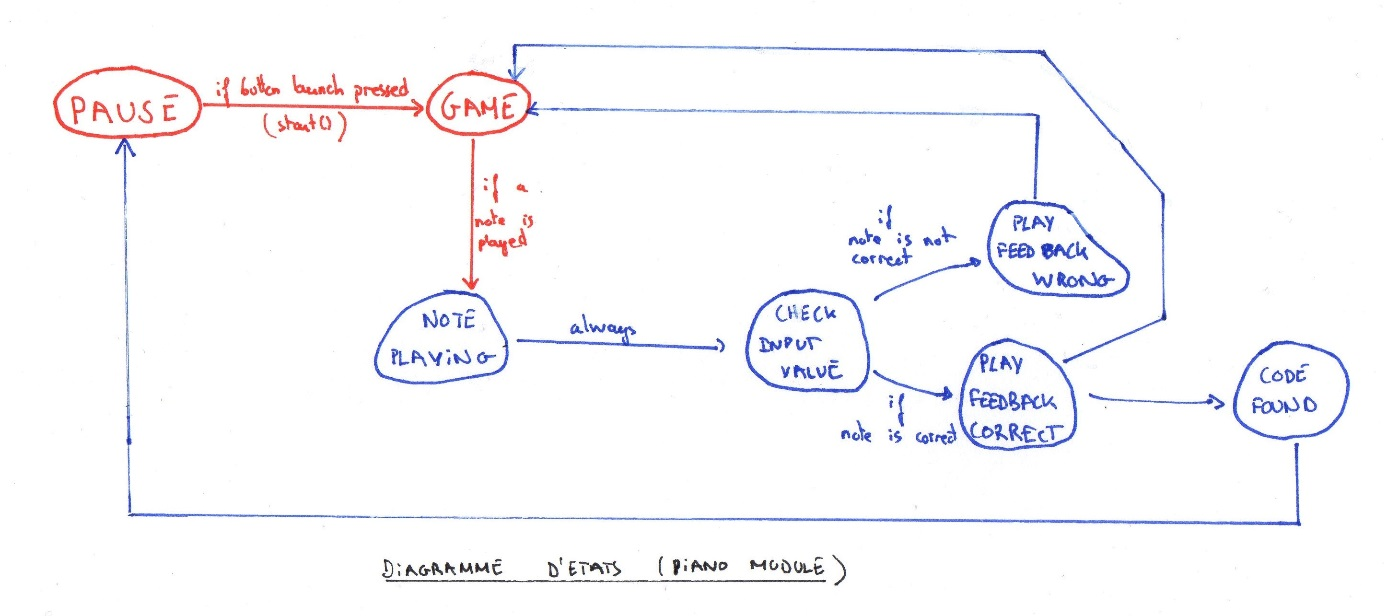 PAUSE
if button launch pressed
(start())
GAME
if a
note is
played
NOTE
PLAYiNG
always
CHECK
INPUT
VALUE
if
note is not
correct
PLAY
FEEDBACK
WRONG
if
note is correct
PLAY
FEEDBACK
CORRECT
CODE
FOUND
DiAGRAMME D'ETATS (PiANO MODULE)